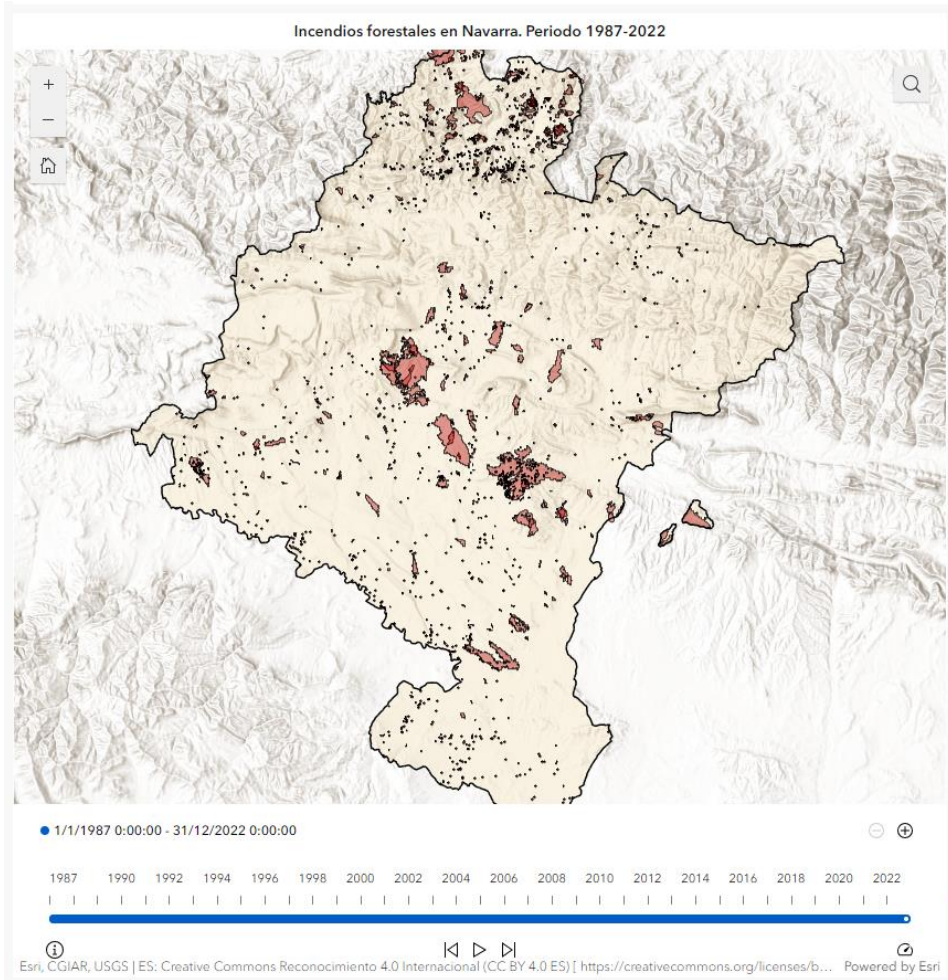 Incendios forestales en Navarra. Periodo 1987-2022
1/1/1987 0:00:00 - 31/12/2022 0:00:00
1987 1990 1992 1994 1996 1998 2000 2002 2004 2006 2008 2010 2012 2014 2016 2018 2020 2022
Esri, CGIAR, USGS | ES: Creative Commons Reconocimiento 4.0 Internacional (CC BY 4.0 ES) [ https://creativecommons.org/licenses/b... Powered by Esri